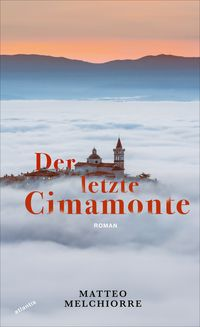 Der
letzte
Cimamonte
ROMAN
atlantis
MATTEO
MELCHIORRE